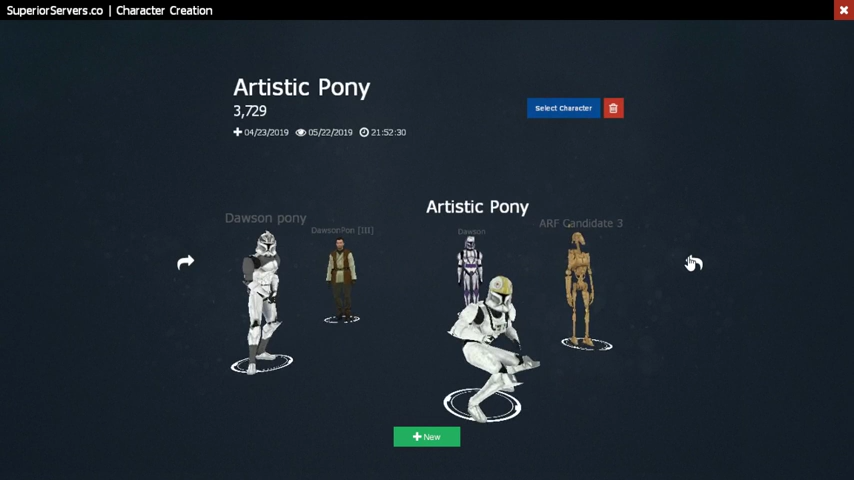 SuperiorServers.co | Character Creation
Artistic Pony
3,729
Select Character
04/23/2019 05/22/2019 21:52:30
Artistic Pony
Dawson pony
ARF Candidate 3
DawsonPon [III]
Dawson
New